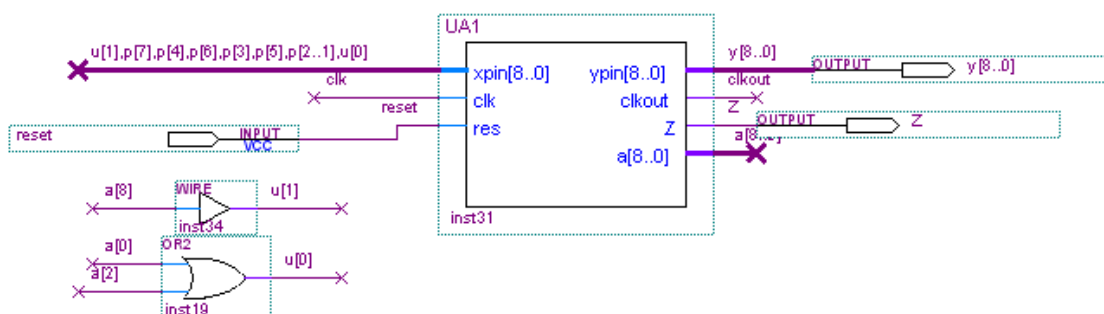 UA1
u[1],p[7],p[4],p[6],p[3],p[5],p[2..1],u[0]
xpin[8..0]
ypin[8..0]
y[8..0]
OUTPUT
y[8..0]
clk
clk
clkout
clkout
reset
res
Z
Z
OUTPUT
Z
reset
INPUT
VCC
a[8..0]
a[8..0]
inst31
a[8]
WIRE
u[1]
inst34
a[0]
OR2
u[0]
a[2]
inst19